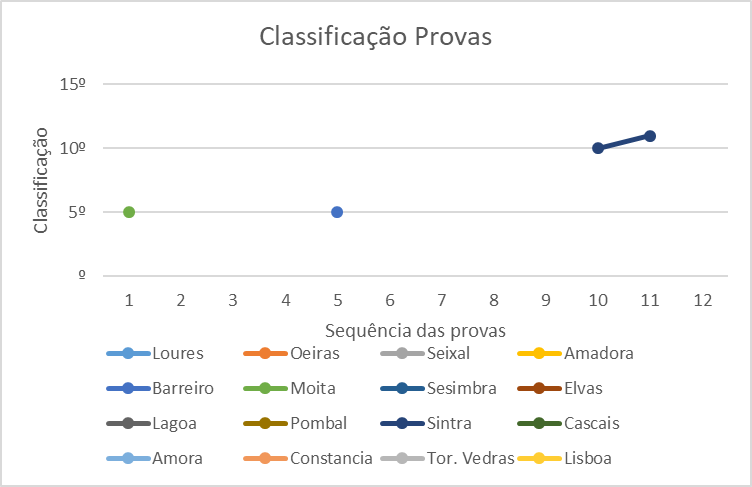 Classificação Provas
15º
10º
5º
º
Classificação
1 2 3 4 5 6 7 8 9 10 11 12
Sequência das provas
Loures Oeiras Seixal Amadora
Barreiro Moita Sesimbra Elvas
Lagoa Pombal Sintra Cascais
Amora Constancia Tor. Vedras Lisboa